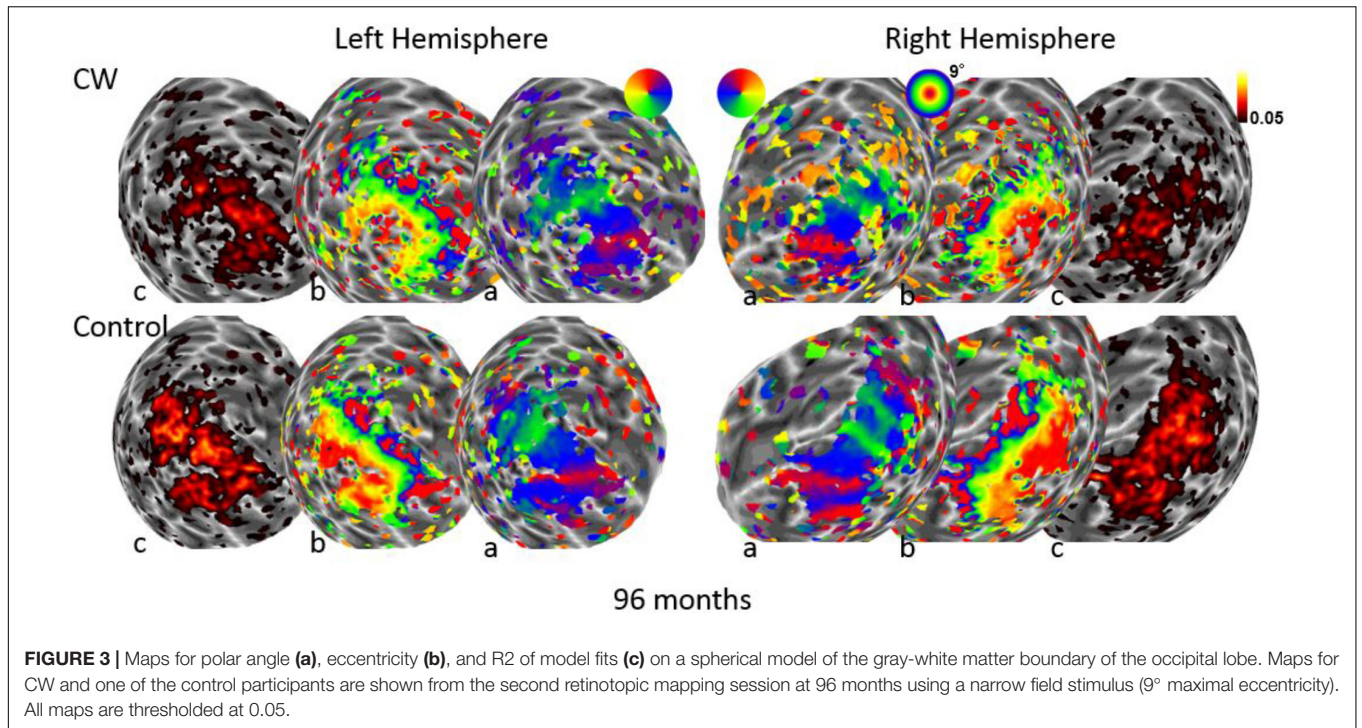 Left Hemisphere Right Hemisphere
CW 9°
0.05
c b a a b c
Control
c b a a b c
96 months
FIGURE 3 | Maps for polar angle (a), eccentricity (b), and R2 of model fits (c) on a spherical model of the gray-white matter boundary of the occipital lobe. Maps for
CW and one of the control participants are shown from the second retinotopic mapping session at 96 months using a narrow field stimulus (9° maximal eccentricity).
All maps are thresholded at 0.05.